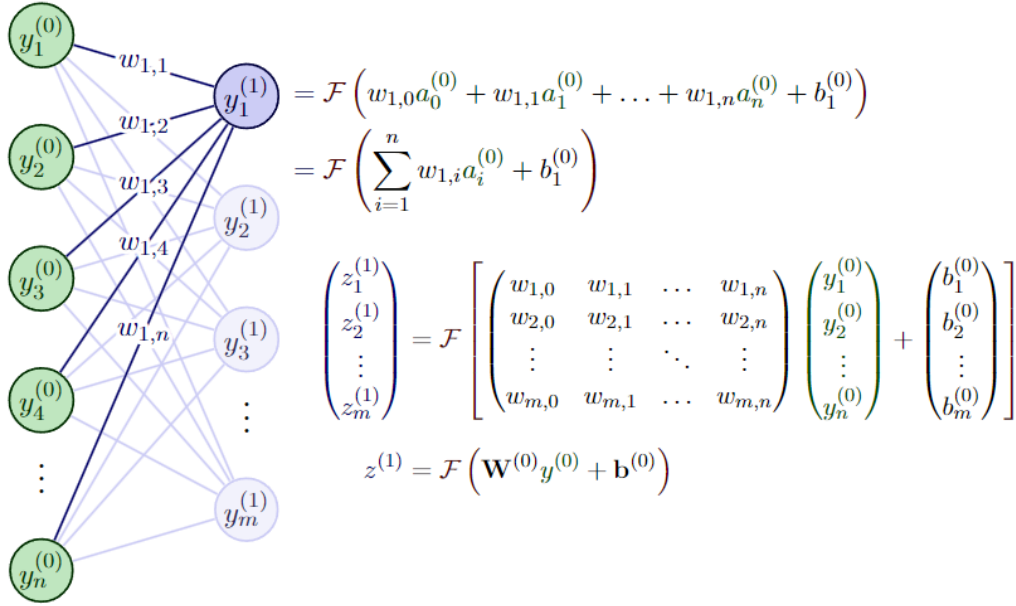 y_1^{(0)}
y_2^{(0)}
y_3^{(0)}
y_4^{(0)}
⋮
y_n^{(0)}
w_{1,1}
w_{1,2}
w_{1,3}
w_{1,4}
w_{1,n}
y_1^{(1)}
y_2^{(1)}
y_3^{(1)}
⋮
y_m^{(1)}
= \mathcal{F}\left( w_{1,0} a_0^{(0)} + w_{1,1} a_1^{(0)} + \ldots + w_{1,n} a_n^{(0)} + b_1^{(0)} \right)
= \mathcal{F}\left( \sum_{i=1}^{n} w_{1,i} a_i^{(0)} + b_1^{(0)} \right)
\begin{pmatrix} z_1^{(1)} \\ z_2^{(1)} \\ \vdots \\ z_m^{(1)} \end{pmatrix} = \mathcal{F}\left[ \begin{pmatrix} w_{1,0} & w_{1,1} & \ldots & w_{1,n} \\ w_{2,0} & w_{2,1} & \ldots & w_{2,n} \\ \vdots & \vdots & \ddots & \vdots \\ w_{m,0} & w_{m,1} & \ldots & w_{m,n} \end{pmatrix} \begin{pmatrix} y_1^{(0)} \\ y_2^{(0)} \\ \vdots \\ y_n^{(0)} \end{pmatrix} + \begin{pmatrix} b_1^{(0)} \\ b_2^{(0)} \\ \vdots \\ b_m^{(0)} \end{pmatrix} \right]
z^{(1)} = \mathcal{F}\left( \mathbf{W}^{(0)} y^{(0)} + \mathbf{b}^{(0)} \right)